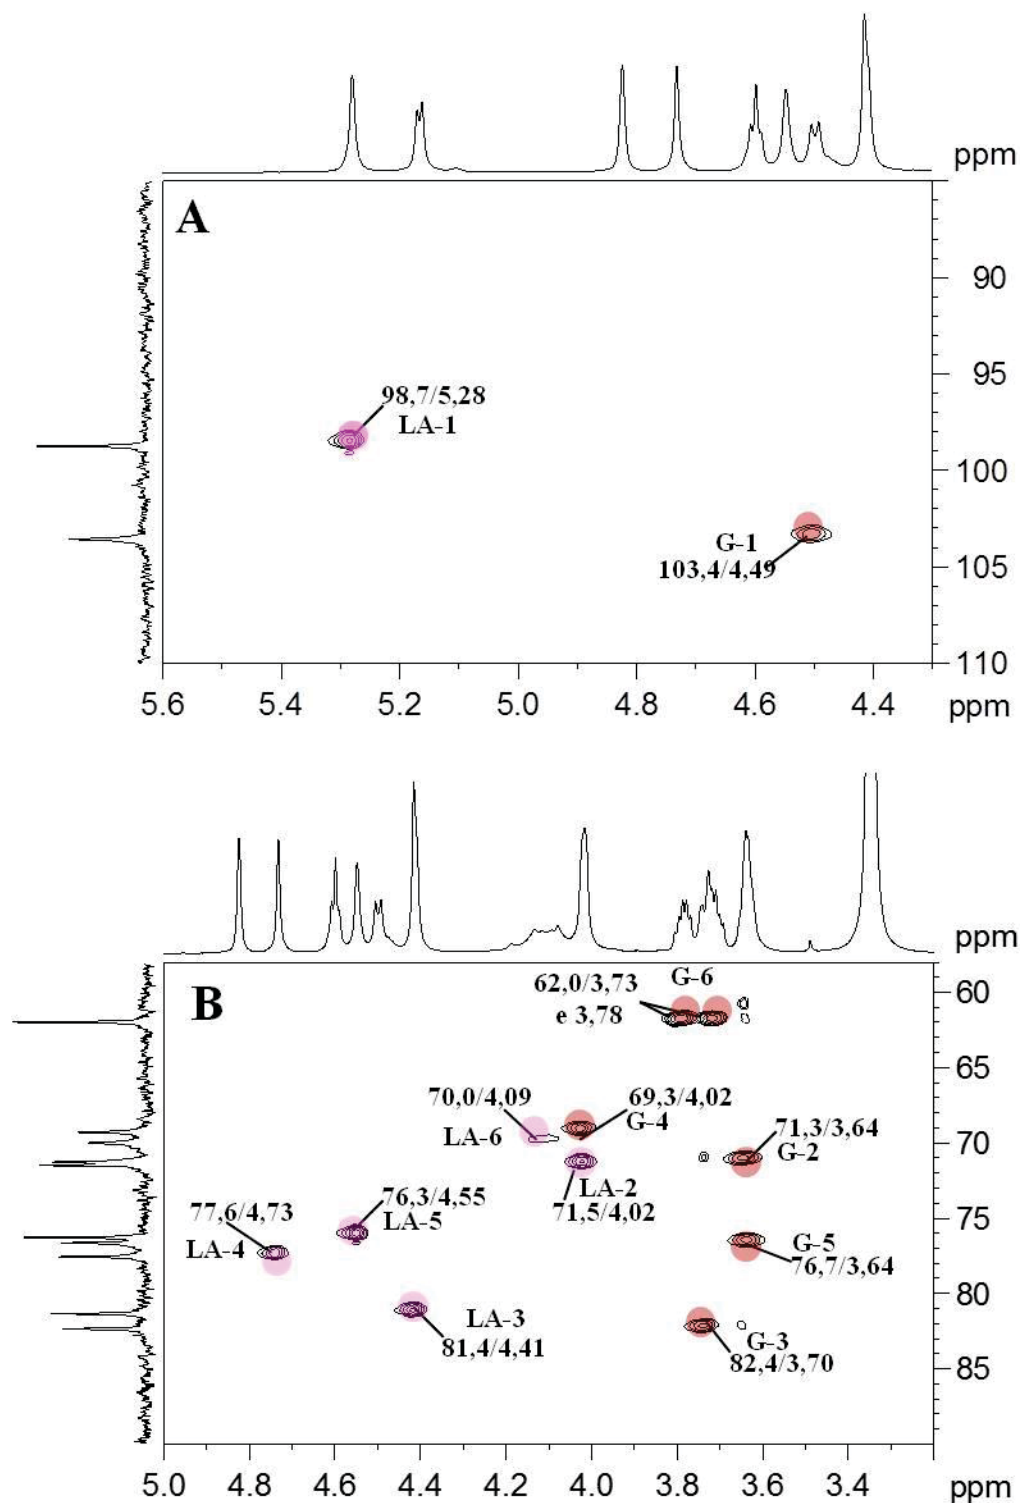 ppm
A
90
98,7/5,28
95
LA-1
100
G-1
103,4/4,49
105
110
5.6 5.4 5.2 5.0 4.8 4.6 4.4 ppm
ppm
B
G-6
62,0/3,73
60
e 3,78
65
70,0/4,09 69,3/4,02
G-4
71,3/3,64
LA-6
G-2
70
LA-2
76,3/4,55
71,5/4,02
77,6/4,73
LA-5
75
LA-4
G-5
76,7/3,64
80
LA-3
G-3
81,4/4,41
82,4/3,70
85
5.0 4.8 4.6 4.4 4.2 4.0 3.8 3.6 3.4 ppm